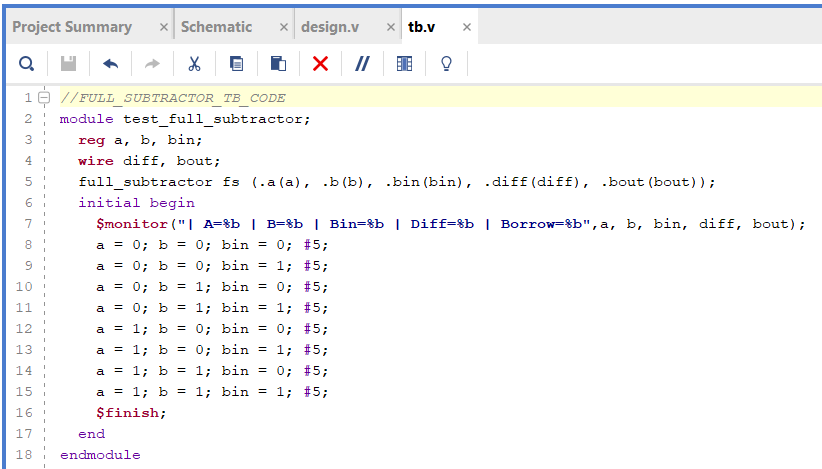 Project Summary × Schematic × design.v × tb.v ×
1 //FULL_SUBTRACTOR_TB_CODE
2 module test_full_subtractor;
3 reg a, b, bin;
4 wire diff, bout;
5 full_subtractor fs (.a(a), .b(b), .bin(bin), .diff(diff), .bout(bout));
6 initial begin
7 $monitor("| A=%b | B=%b | Bin=%b | Diff=%b | Borrow=%b",a, b, bin, diff, bout);
8 a = 0; b = 0; bin = 0; #5;
9 a = 0; b = 0; bin = 1; #5;
10 a = 0; b = 1; bin = 0; #5;
11 a = 0; b = 1; bin = 1; #5;
12 a = 1; b = 0; bin = 0; #5;
13 a = 1; b = 0; bin = 1; #5;
14 a = 1; b = 1; bin = 0; #5;
15 a = 1; b = 1; bin = 1; #5;
16 $finish;
17 end
18 endmodule